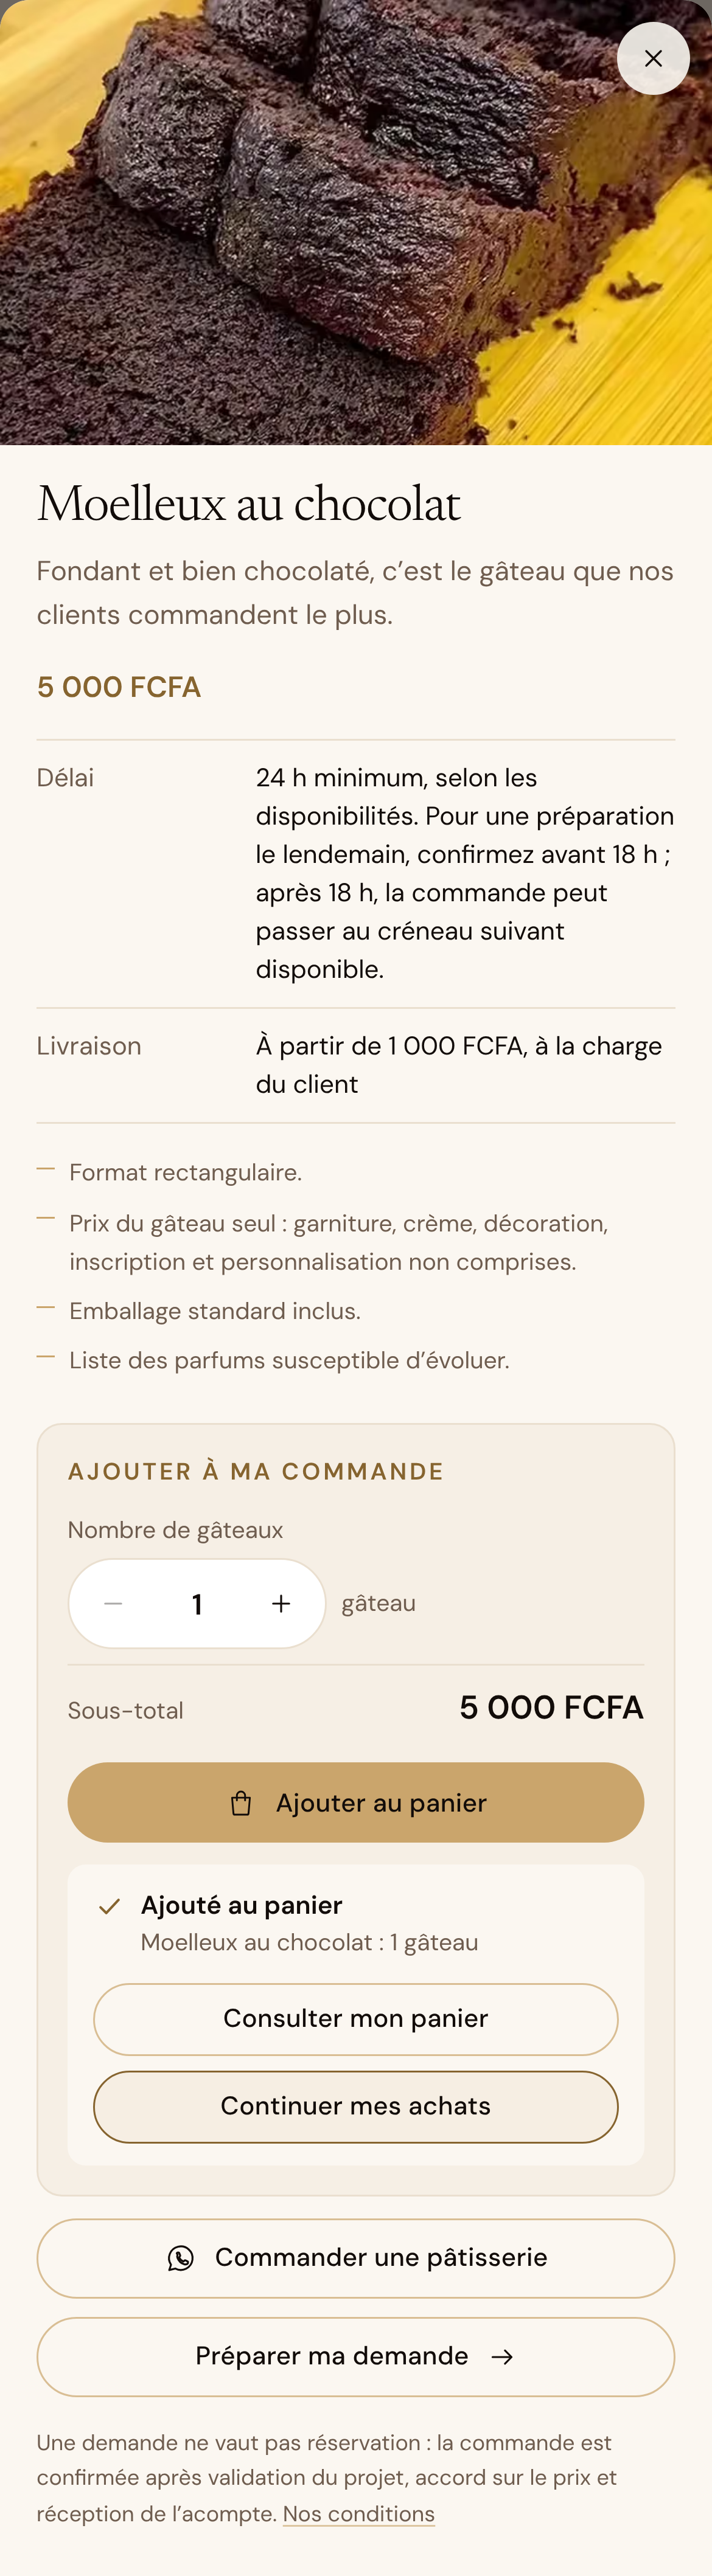 Moelleux au chocolat
Fondant et bien chocolaté, c’est le gâteau que nos
clients commandent le plus.
5 000 FCFA
Délai
24 h minimum, selon les
disponibilités. Pour une préparation
le lendemain, confirmez avant 18 h ;
après 18 h, la commande peut
passer au créneau suivant
disponible.
Livraison
À partir de 1 000 FCFA, à la charge
du client
— Format rectangulaire.
— Prix du gâteau seul : garniture, crème, décoration,
inscription et personnalisation non comprises.
— Emballage standard inclus.
— Liste des parfums susceptible d’évoluer.
AJOUTER À MA COMMANDE
Nombre de gâteaux
− 1 + gâteau
Sous-total 5 000 FCFA
Ajouter au panier
Ajouté au panier
Moelleux au chocolat : 1 gâteau
Consulter mon panier
Continuer mes achats
Commander une pâtisserie
Préparer ma demande →
Une demande ne vaut pas réservation : la commande est
confirmée après validation du projet, accord sur le prix et
réception de l’acompte. Nos conditions